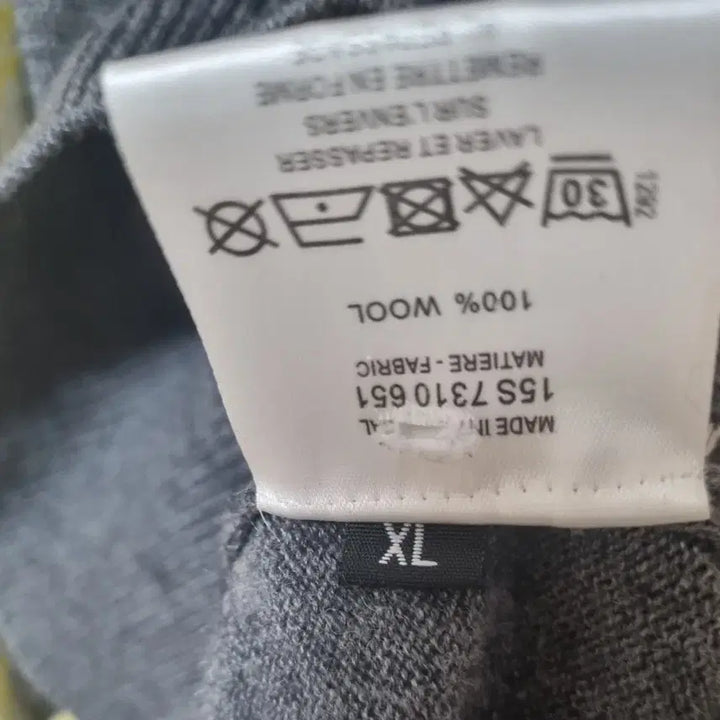 XL
MADE IN
15S 7310 651
MATIERE - FABRIC
100% WOOL
30
LAVER ET REPASSER
SUR L'ENVERS
REMETTRE EN FORME